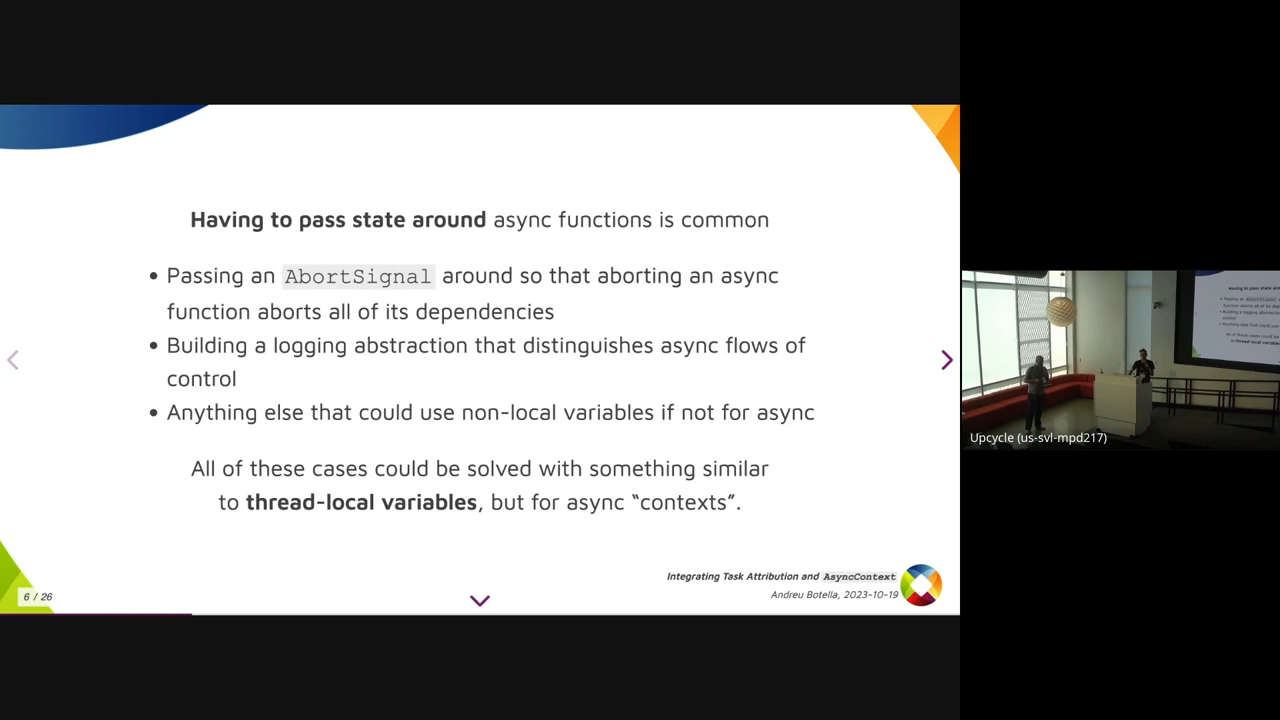 Having to pass state around async functions is common
• Passing an AbortSignal around so that aborting an async
function aborts all of its dependencies
• Building a logging abstraction that distinguishes async flows of
control
• Anything else that could use non-local variables if not for async
All of these cases could be solved with something similar
to thread-local variables, but for async “contexts”.
Integrating Task Attribution and AsyncContext
Andreu Botella, 2023-10-19
6 / 26
Upcycle (us-svl-mpd217)